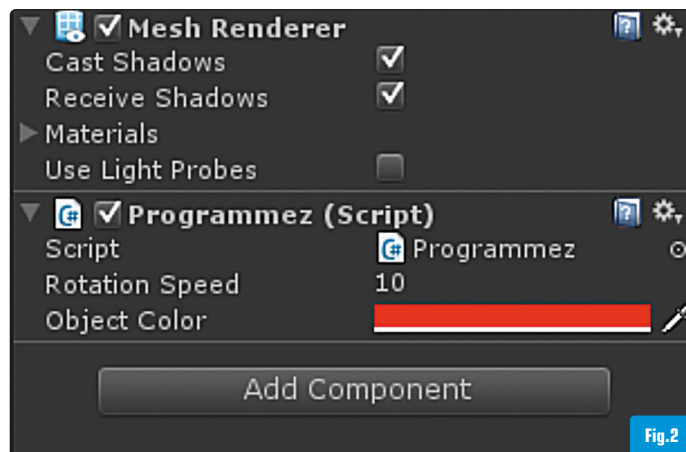 Mesh Renderer
Cast Shadows
Receive Shadows
Materials
Use Light Probes
C# Programmez (Script)
Script C# Programmez
Rotation Speed 10
Object Color
Add Component
Fig.2